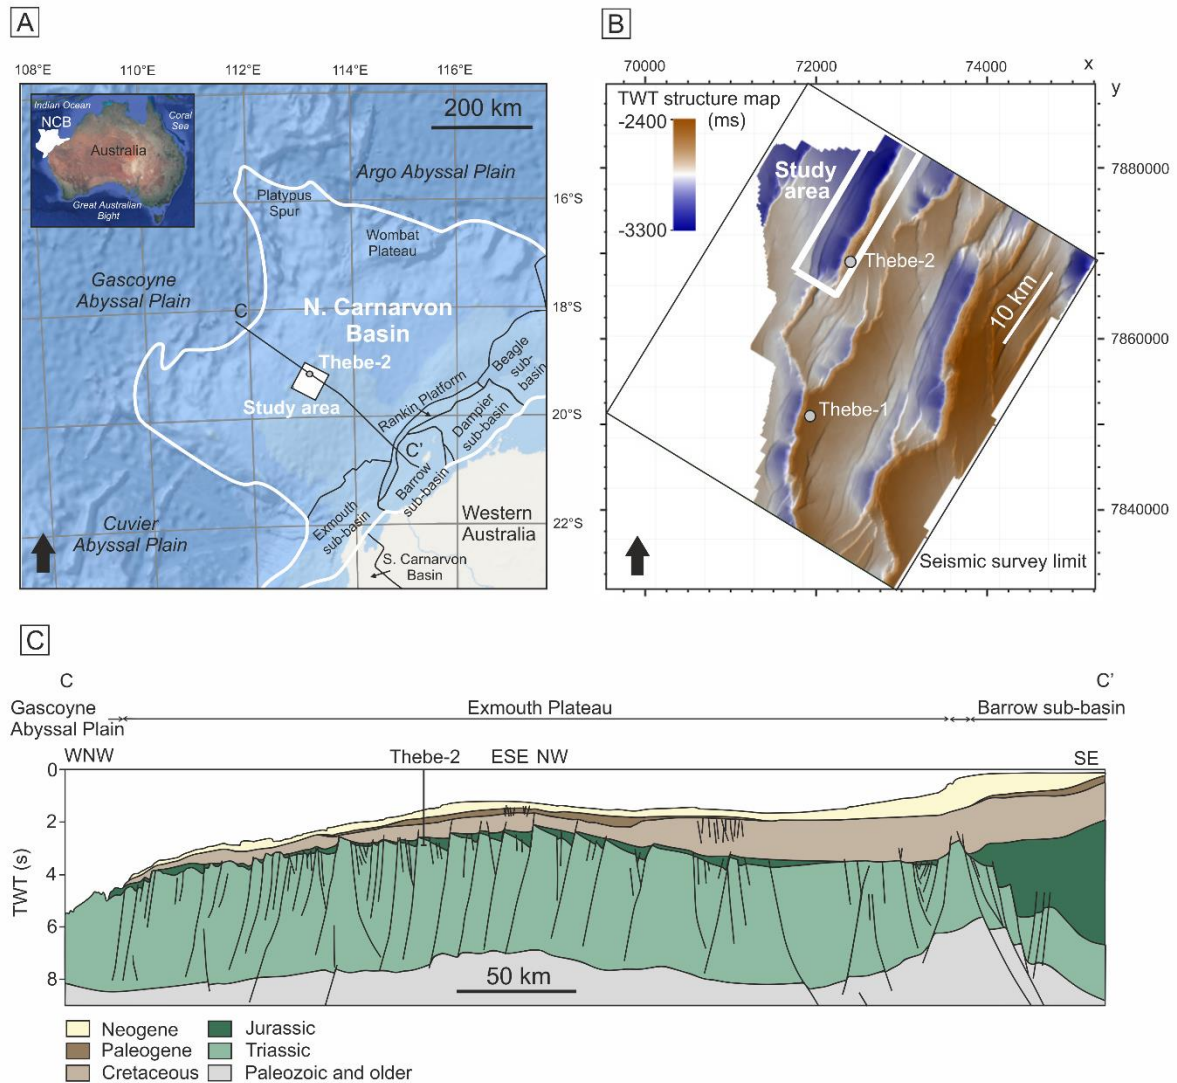 A
108°E 110°E 112°E 114°E 116°E
Indian Ocean
NCB
Coral
Sea
Australia
Great Australian
Bight
200 km
Argo Abyssal Plain
Platypus
Spur
16°S
Wombat
Plateau
Gascoyne
Abyssal Plain
C
18°S
N. Carnarvon
Basin
Thebe-2
Study area
Rankin Platform
Beagle
sub-
basin
Dampier
sub-basin
20°S
C'
Barrow
sub-basin
Exmouth
sub-basin
Western
Australia
Cuvier
Abyssal Plain
22°S
S. Carnarvon
Basin
B
70000 72000 74000 x
y
TWT structure map
(ms)
-2400
-3300
Study
area
7880000
Thebe-2
10 km
7860000
Thebe-1
7840000
Seismic survey limit
C
C C'
Gascoyne
Abyssal Plain
Exmouth Plateau
Barrow sub-basin
WNW Thebe-2 ESE NW SE
0
2
4
6
8
TWT (s)
50 km
Neogene
Paleogene
Cretaceous
Jurassic
Triassic
Paleozoic and older